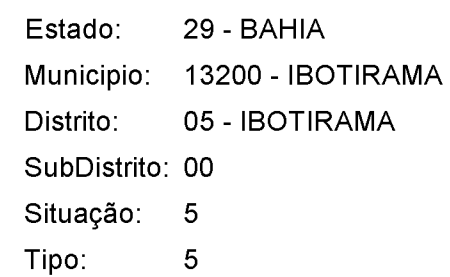 Estado: 29 - BAHIA
Municipio: 13200 - IBOTIRAMA
Distrito: 05 - IBOTIRAMA
SubDistrito: 00
Situação: 5
Tipo: 5